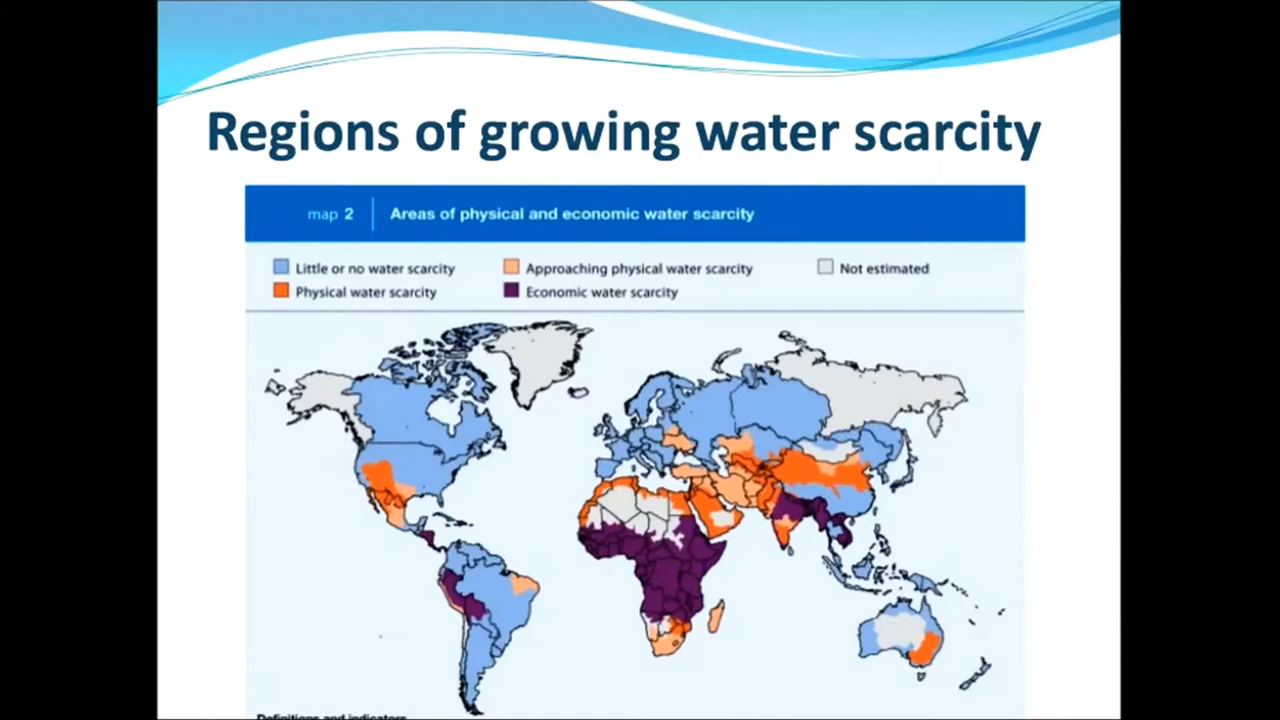 Regions of growing water scarcity
map 2 Areas of physical and economic water scarcity
Little or no water scarcity Approaching physical water scarcity Not estimated
Physical water scarcity Economic water scarcity
Definitions and indicators